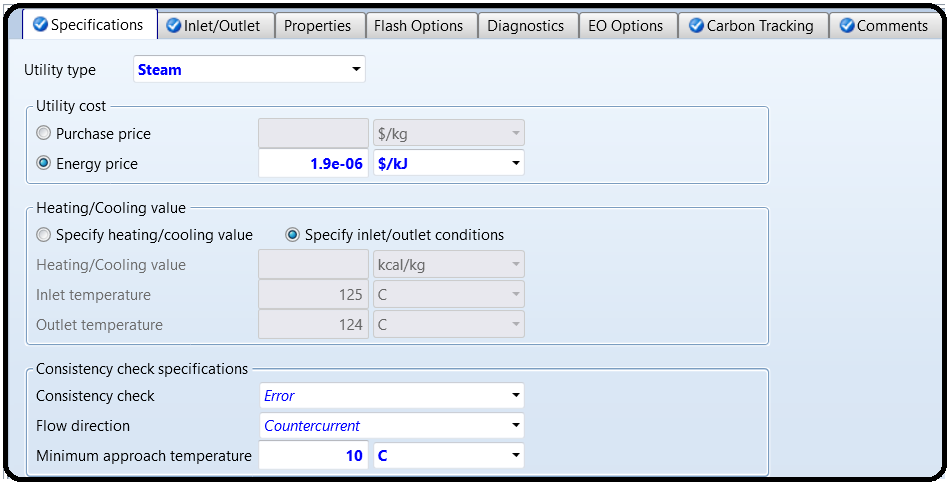 Specifications Inlet/Outlet Properties Flash Options Diagnostics EO Options Carbon Tracking Comments
Utility type Steam
Utility cost
Purchase price $/kg
Energy price 1.9e-06 $/kJ
Heating/Cooling value
Specify heating/cooling value Specify inlet/outlet conditions
Heating/Cooling value kcal/kg
Inlet temperature 125 C
Outlet temperature 124 C
Consistency check specifications
Consistency check Error
Flow direction Countercurrent
Minimum approach temperature 10 C